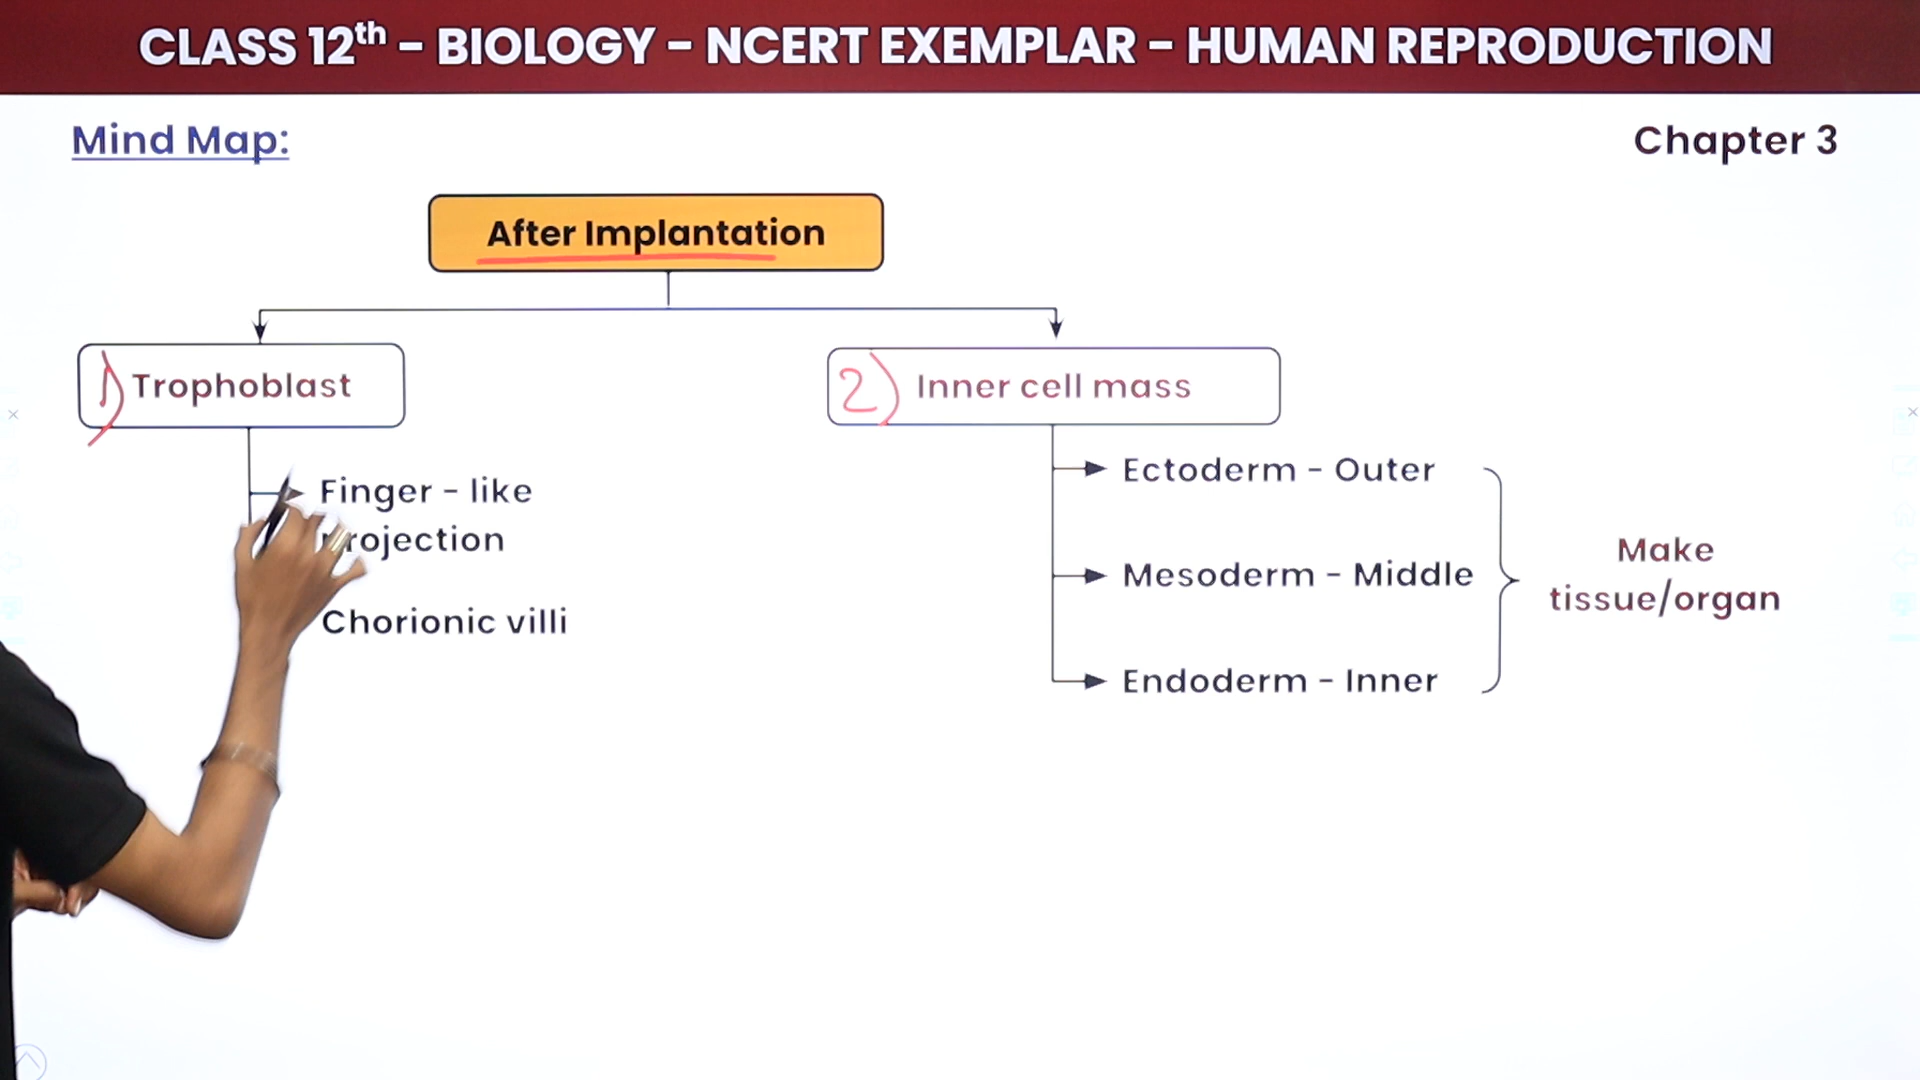 CLASS 12th – BIOLOGY – NCERT EXEMPLAR – HUMAN REPRODUCTION
Mind Map:
Chapter 3
After Implantation
1) Trophoblast
2) Inner cell mass
Finger - like
projection
Chorionic villi
Ectoderm - Outer
Mesoderm - Middle
Endoderm - Inner
Make
tissue/organ